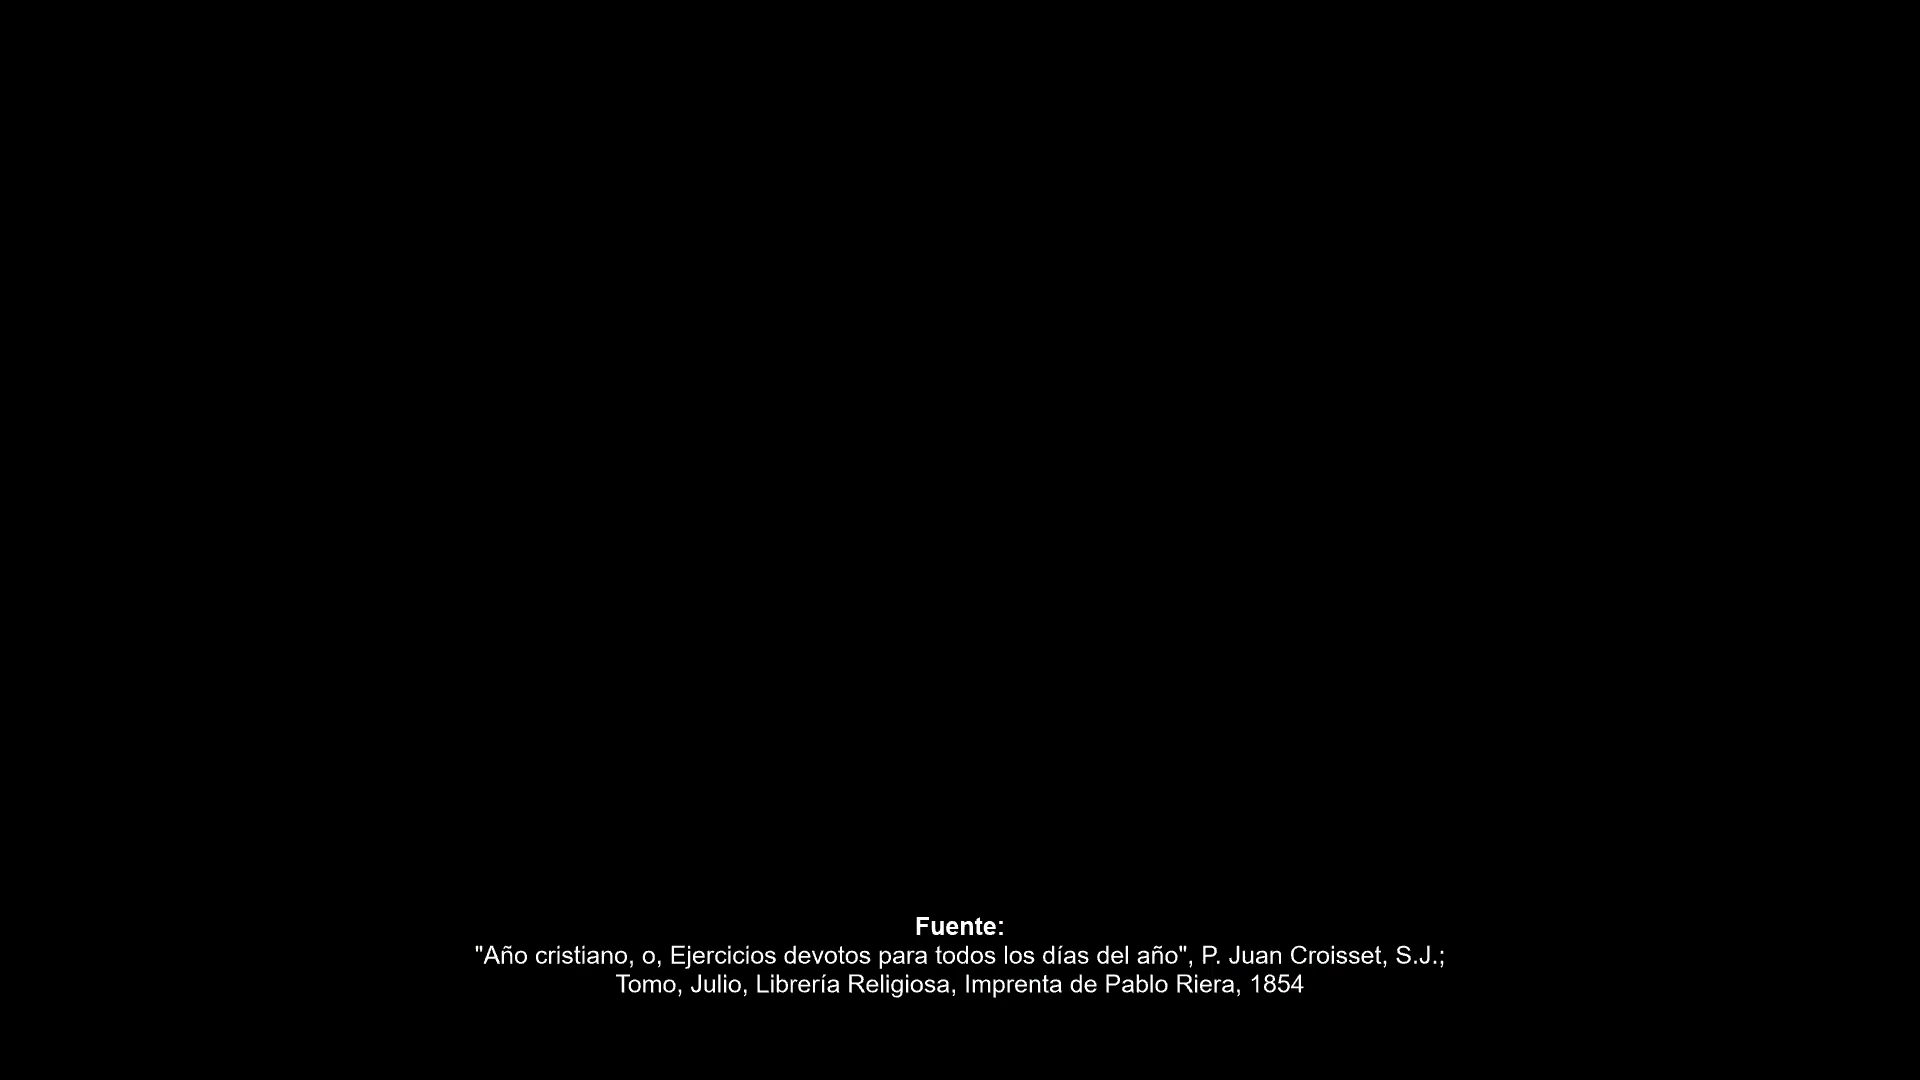 Fuente:
"Año cristiano, o, Ejercicios devotos para todos los días del año", P. Juan Croisset, S.J.;
Tomo, Julio, Librería Religiosa, Imprenta de Pablo Riera, 1854